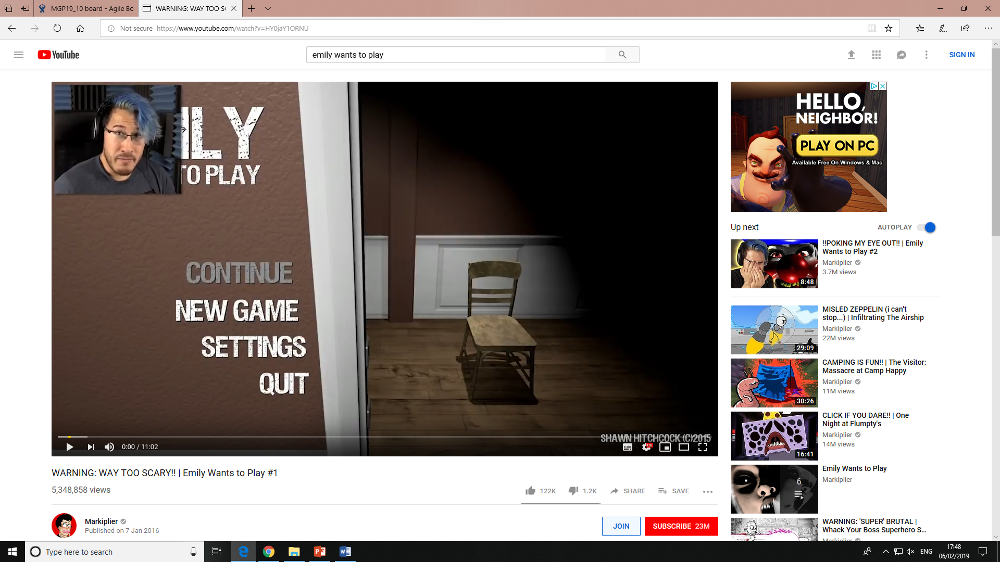 MGP19_10 board - Agile Bo
WARNING: WAY TOO S
Not secure https://www.youtube.com/watch?v=HY0jaY1ORNU
YouTube
emily wants to play
SIGN IN
ILY
TO PLAY
CONTINUE
NEW GAME
SETTINGS
QUIT
SHAWN HITCHCOCK (C)2015
0:00 / 11:02
HD
HELLO,
NEIGHBOR!
PLAY ON PC
Available Free On Windows & Mac
Up next
AUTOPLAY
!!POKING MY EYE OUT!! | Emily
Wants to Play #2
Markiplier
3.7M views
8:48
MISLED ZEPPELIN (i can't
stop...) | Infiltrating The Airship
Markiplier
22M views
29:09
CAMPING IS FUN!! | The Visitor:
Massacre at Camp Happy
Markiplier
11M views
30:26
CLICK IF YOU DARE!! | One
Night at Flumpty's
Markiplier
14M views
16:41
Emily Wants to Play
Markiplier
6
WARNING: 'SUPER' BRUTAL |
Whack Your Boss Superhero S...
Markiplier
WARNING: WAY TOO SCARY!! | Emily Wants to Play #1
5,348,858 views
122K
1.2K
SHARE
SAVE
Markiplier
Published on 7 Jan 2016
JOIN
SUBSCRIBE 23M
Type here to search
ENG
17:48
06/02/2019